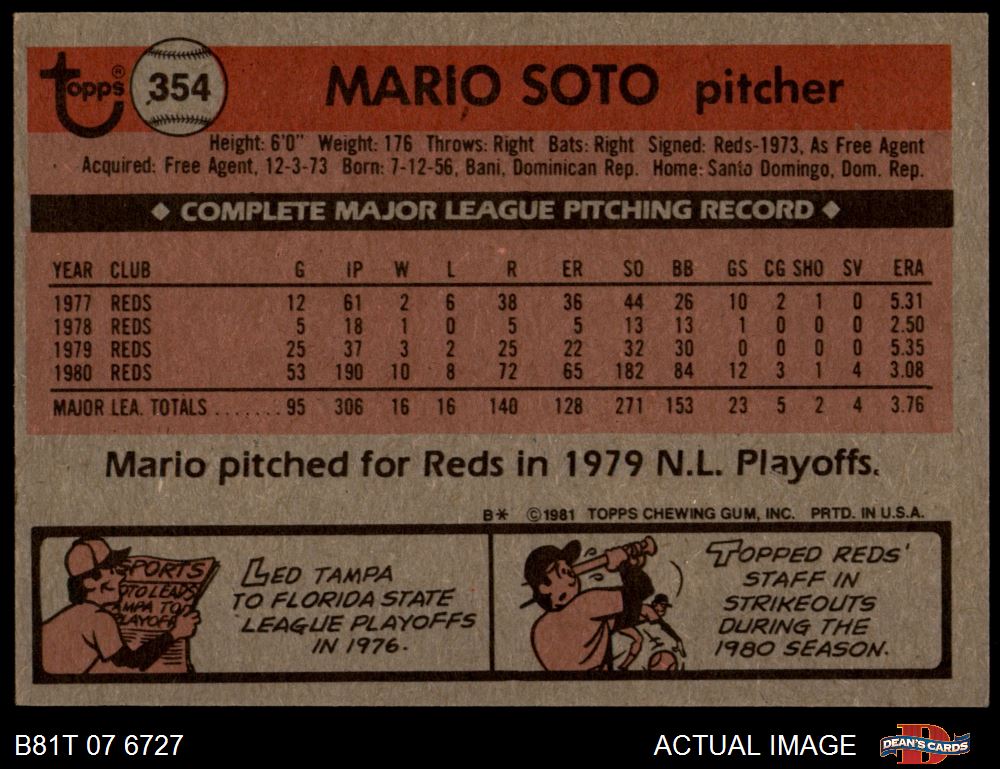 Topps® 354 MARIO SOTO pitcher
Height: 6'0" Weight: 176 Throws: Right Bats: Right Signed: Reds-1973, As Free Agent
Acquired: Free Agent, 12-3-73 Born: 7-12-56, Bani, Dominican Rep. Home: Santo Domingo, Dom. Rep.
◆ COMPLETE MAJOR LEAGUE PITCHING RECORD ◆
YEAR CLUB G IP W L R ER SO BB GS CG SHO SV ERA
1977 REDS 12 61 2 6 38 36 44 26 10 2 1 0 5.31
1978 REDS 5 18 1 0 5 5 13 13 1 0 0 0 2.50
1979 REDS 25 37 3 2 25 22 32 30 0 0 0 0 5.35
1980 REDS 53 190 10 8 72 65 182 84 12 3 1 4 3.08
MAJOR LEA. TOTALS ....... 95 306 16 16 140 128 271 153 23 5 2 4 3.76
Mario pitched for Reds in 1979 N.L. Playoffs.
B* ©1981 TOPPS CHEWING GUM, INC. PRTD. IN U.S.A.
SPORTS
OTO LEADS
AMPA TO
PLAYOFF
LED TAMPA
TO FLORIDA STATE
LEAGUE PLAYOFFS
IN 1976.
TOPPED REDS'
STAFF IN
STRIKEOUTS
DURING THE
1980 SEASON.
B81T 07 6727 ACTUAL IMAGE DEAN'S CARDS